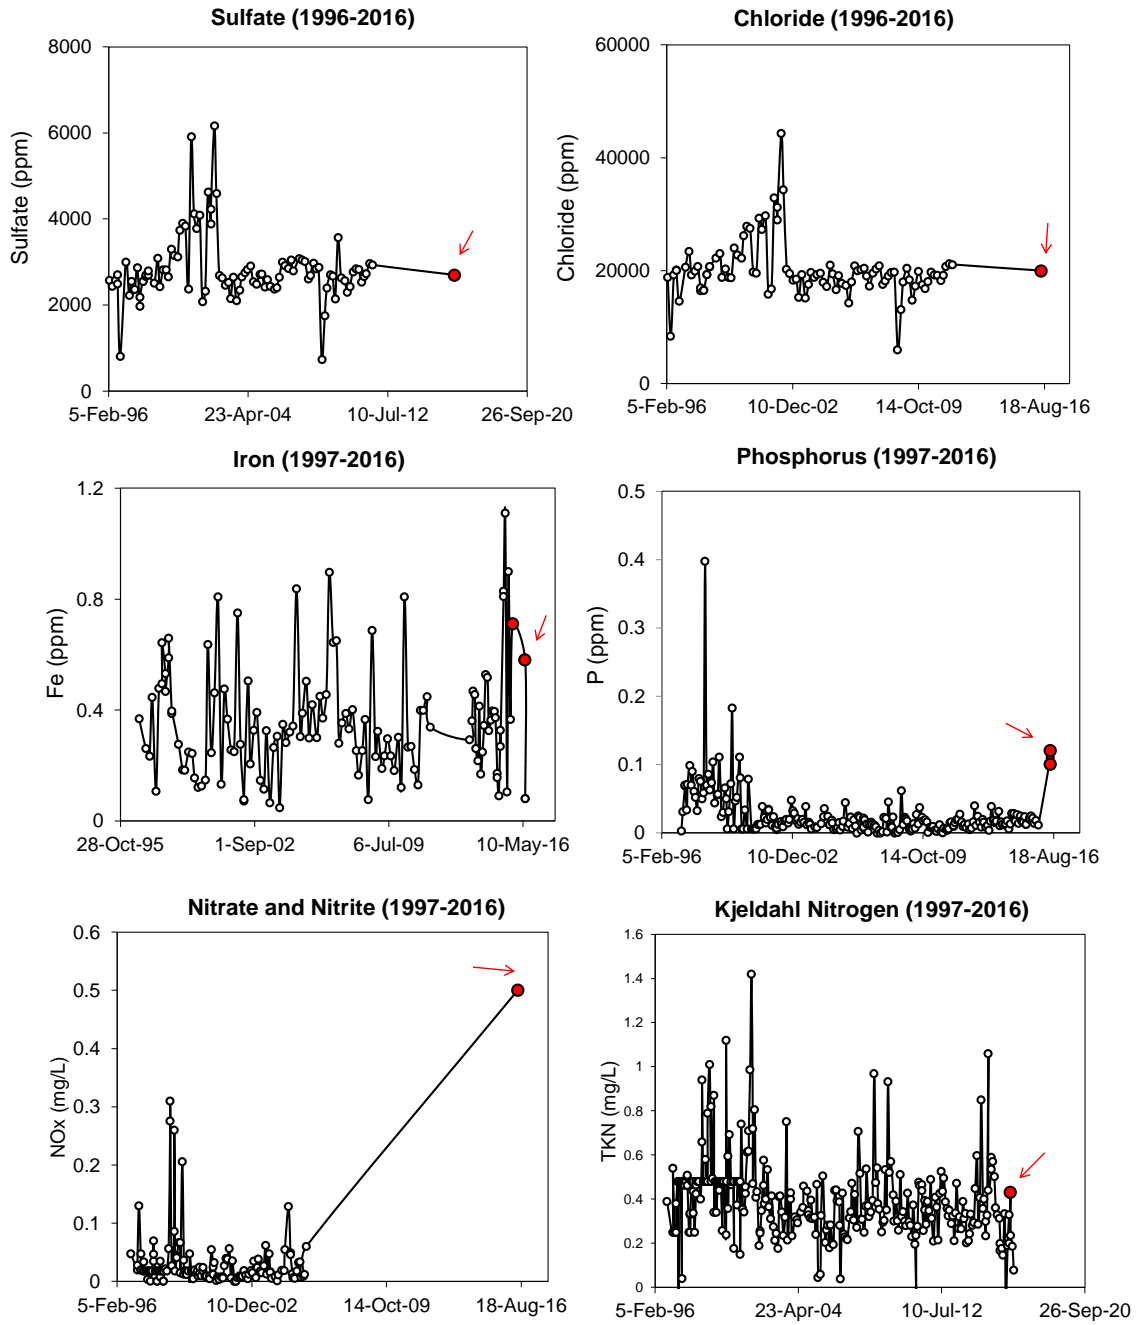 Sulfate (1996-2016)
8000
6000
4000
2000
0
Sulfate (ppm)
5-Feb-96 23-Apr-04 10-Jul-12 26-Sep-20
Chloride (1996-2016)
60000
40000
20000
0
Chloride (ppm)
5-Feb-96 10-Dec-02 14-Oct-09 18-Aug-16
Iron (1997-2016)
1.2
0.8
0.4
0
Fe (ppm)
28-Oct-95 1-Sep-02 6-Jul-09 10-May-16
Phosphorus (1997-2016)
0.5
0.4
0.3
0.2
0.1
0
P (ppm)
5-Feb-96 10-Dec-02 14-Oct-09 18-Aug-16
Nitrate and Nitrite (1997-2016)
0.6
0.5
0.4
0.3
0.2
0.1
0
NOx (mg/L)
5-Feb-96 10-Dec-02 14-Oct-09 18-Aug-16
Kjeldahl Nitrogen (1997-2016)
1.6
1.4
1.2
1
0.8
0.6
0.4
0.2
0
TKN (mg/L)
5-Feb-96 23-Apr-04 10-Jul-12 26-Sep-20